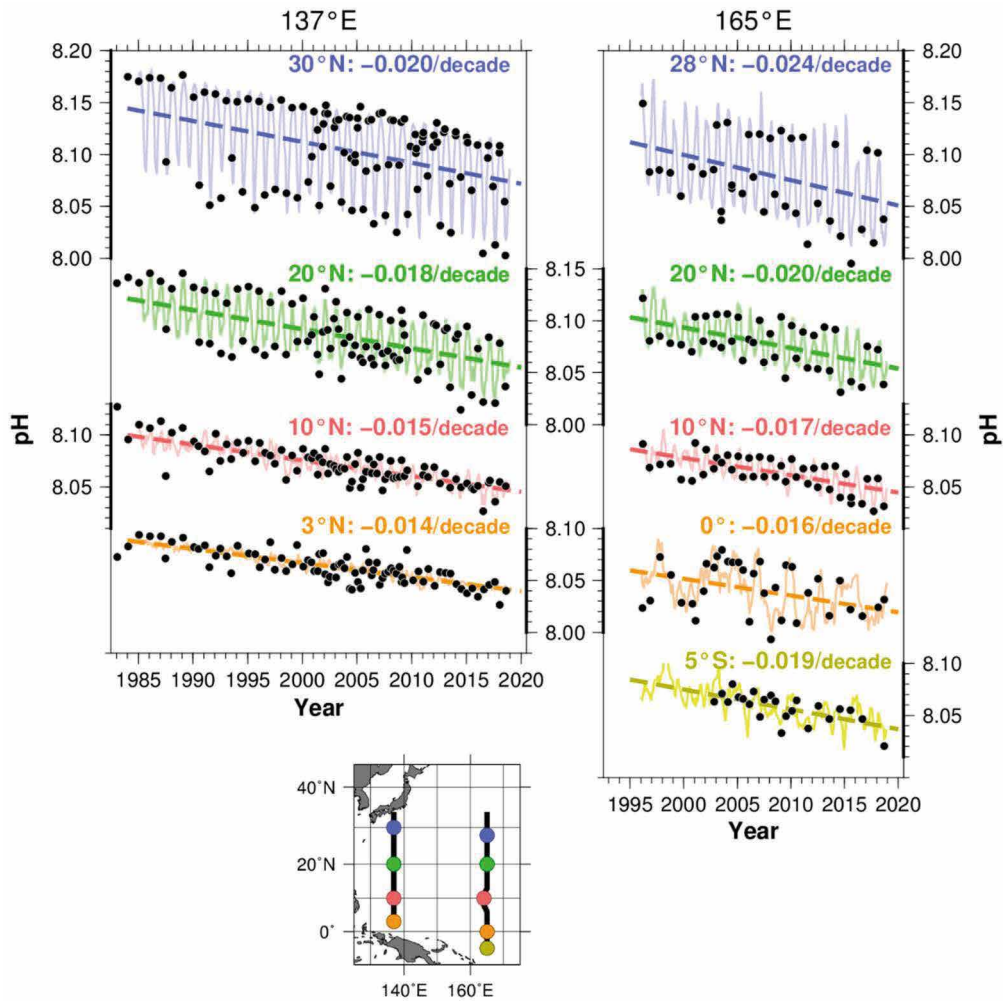 137°E
165°E
8.20
8.15
8.10
8.05
8.00
30°N: −0.020/decade
28°N: −0.024/decade
8.20
8.15
8.10
8.05
8.00
20°N: −0.018/decade
8.15
8.10
8.05
8.00
20°N: −0.020/decade
pH
8.10
8.05
10°N: −0.015/decade
10°N: −0.017/decade
8.10
8.05
pH
3°N: −0.014/decade
8.10
8.05
8.00
0°: −0.016/decade
5°S: −0.019/decade
8.10
8.05
1985 1990 1995 2000 2005 2010 2015 2020
Year
1995 2000 2005 2010 2015 2020
Year
40°N
20°N
0°
140°E 160°E